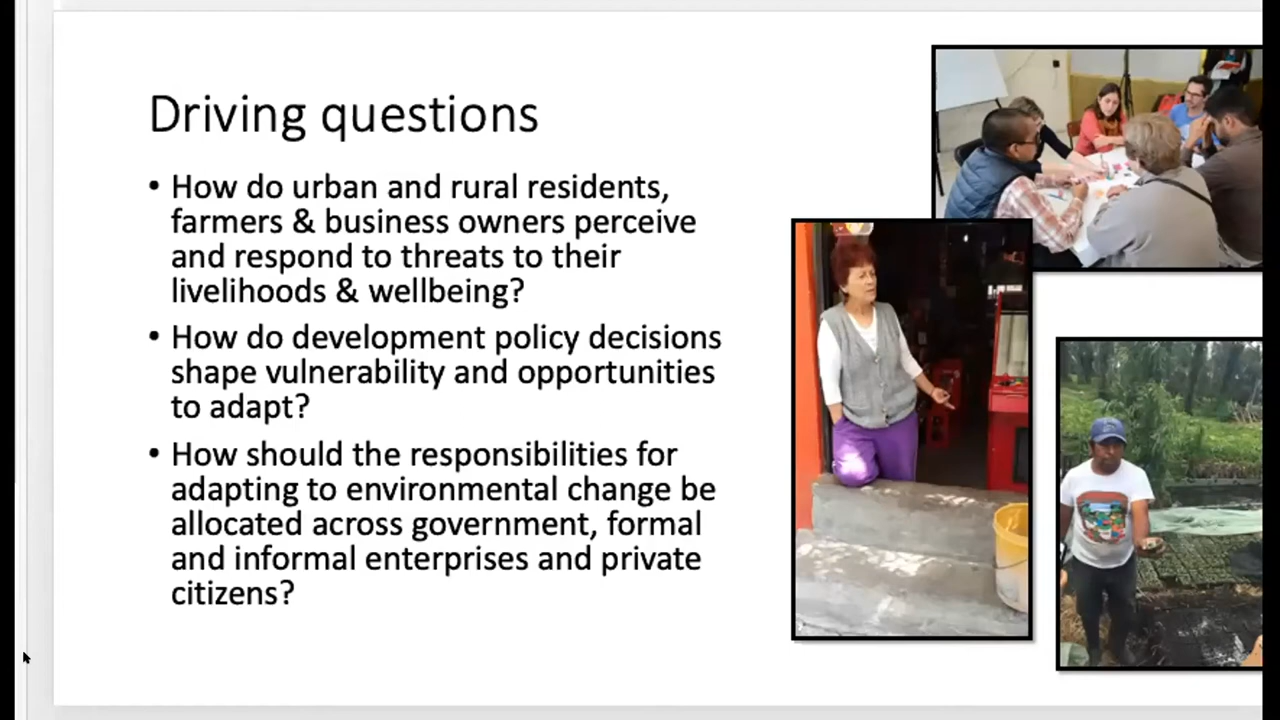 Driving questions
• How do urban and rural residents,
farmers & business owners perceive
and respond to threats to their
livelihoods & wellbeing?
• How do development policy decisions
shape vulnerability and opportunities
to adapt?
• How should the responsibilities for
adapting to environmental change be
allocated across government, formal
and informal enterprises and private
citizens?